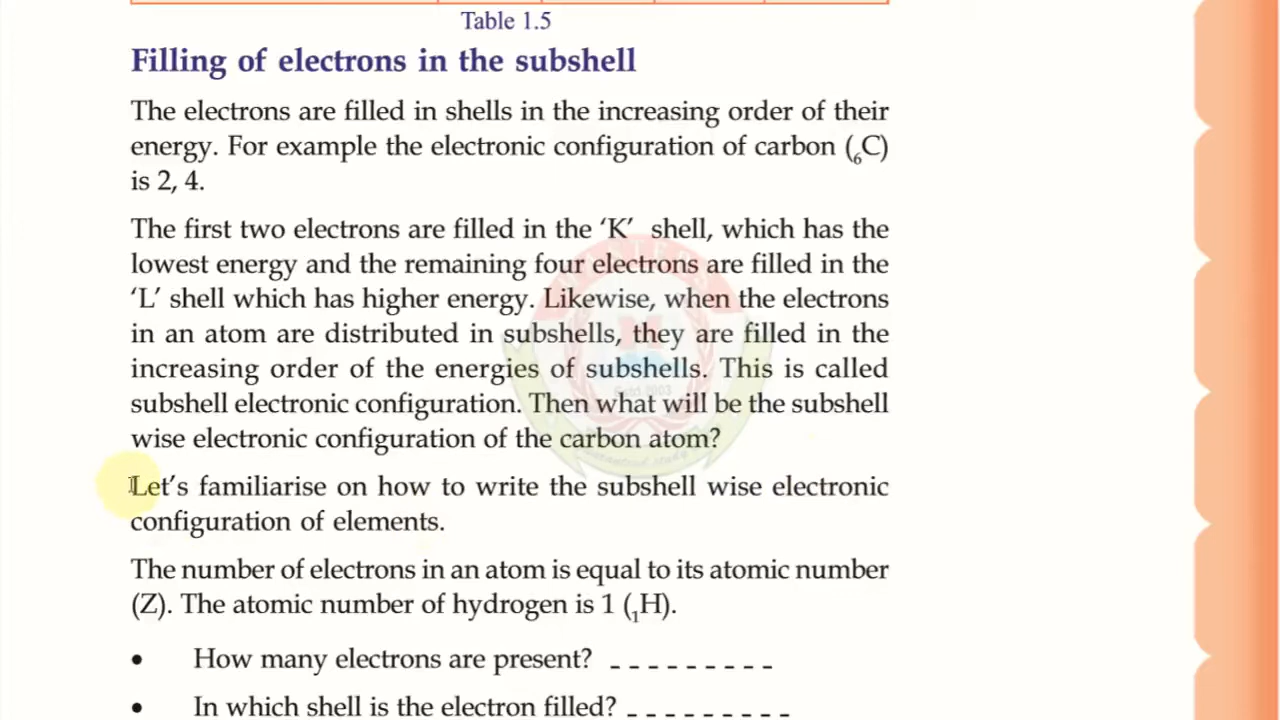 Table 1.5
Filling of electrons in the subshell
The electrons are filled in shells in the increasing order of their
energy. For example the electronic configuration of carbon (₆C)
is 2, 4.
The first two electrons are filled in the ‘K’ shell, which has the
lowest energy and the remaining four electrons are filled in the
‘L’ shell which has higher energy. Likewise, when the electrons
in an atom are distributed in subshells, they are filled in the
increasing order of the energies of subshells. This is called
subshell electronic configuration. Then what will be the subshell
wise electronic configuration of the carbon atom?
Let’s familiarise on how to write the subshell wise electronic
configuration of elements.
The number of electrons in an atom is equal to its atomic number
(Z). The atomic number of hydrogen is 1 (₁H).
• How many electrons are present? _ _ _ _ _ _ _ _ _
• In which shell is the electron filled? _ _ _ _ _ _ _ _ _